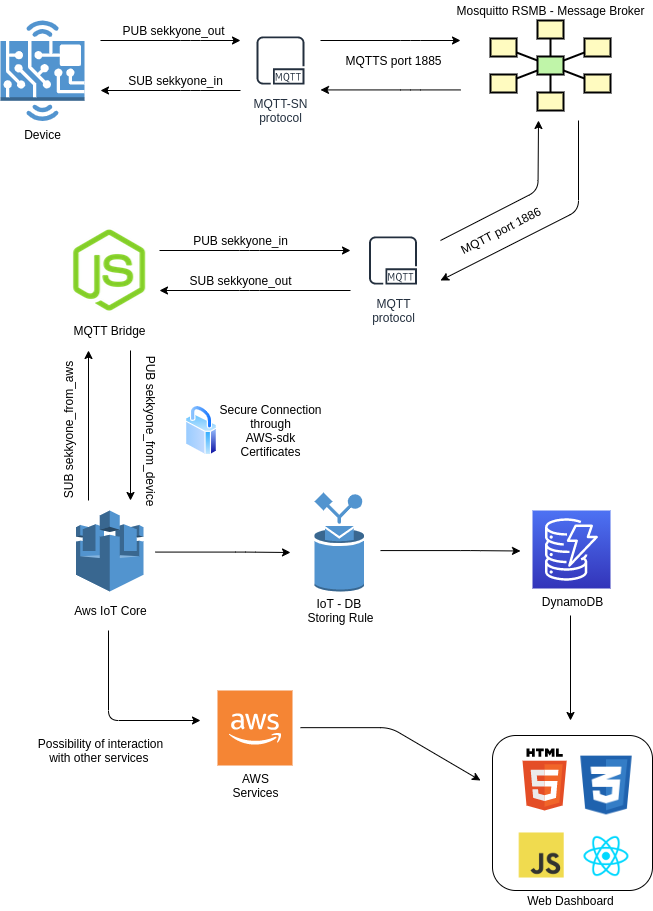 Mosquitto RSMB - Message Broker
PUB sekkyone_out
MQTTS port 1885
SUB sekkyone_in
MQTT
MQTT-SN
protocol
Device
MQTT port 1886
PUB sekkyone_in
SUB sekkyone_out
JS
MQTT
MQTT
protocol
MQTT Bridge
SUB sekkyone_from_aws
PUB sekkyone_from_device
Secure Connection
through
AWS-sdk
Certificates
Aws IoT Core
IoT - DB
Storing Rule
DynamoDB
aws
Possibility of interaction
with other services
AWS
Services
HTML
5
3
JS
Web Dashboard